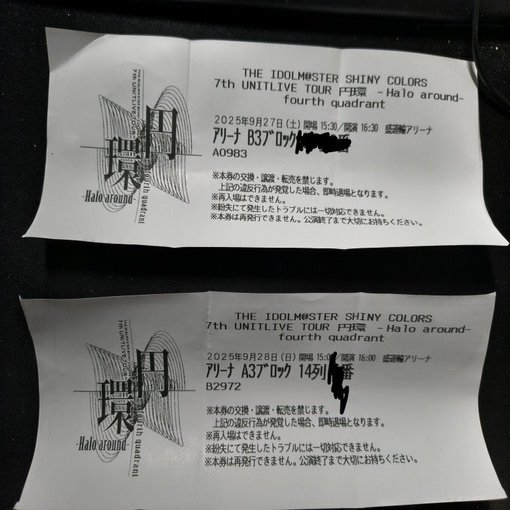 THE IDOLM@STER SHINY COLORS
7th UNITLIVE TOUR 円環 -Halo around-
fourth quadrant
2025年9月27日(土) 開場 15:30/開演 16:30 盛運輸アリーナ
アリーナ B3ブロック 番
A0983
※本券の交換・譲渡・転売を禁じます。
上記の違反行為が発覚した場合、即時退場となります。
※再入場はできません。
※紛失にて発生したトラブルには一切対応できません。
※本券は再発行できません。公演終了まで大切にお持ちください。
円環
-Halo around-
THE IDOLM@STER SHINY COLORS
7th UNITLIVE TOUR 円環 -Halo around-
fourth quadrant
2025年9月28日(日) 開場 15:0 開演 16:00 盛運輸アリーナ
アリーナ A3ブロック 14列 番
B2972
※本券の交換・譲渡・転売を禁じます。
上記の違反行為が発覚した場合、即時退場となります。
※再入場はできません。
※紛失にて発生したトラブルには一切対応できません。
※本券は再発行できません。公演終了まで大切にお持ちください。
円環
-Halo around-